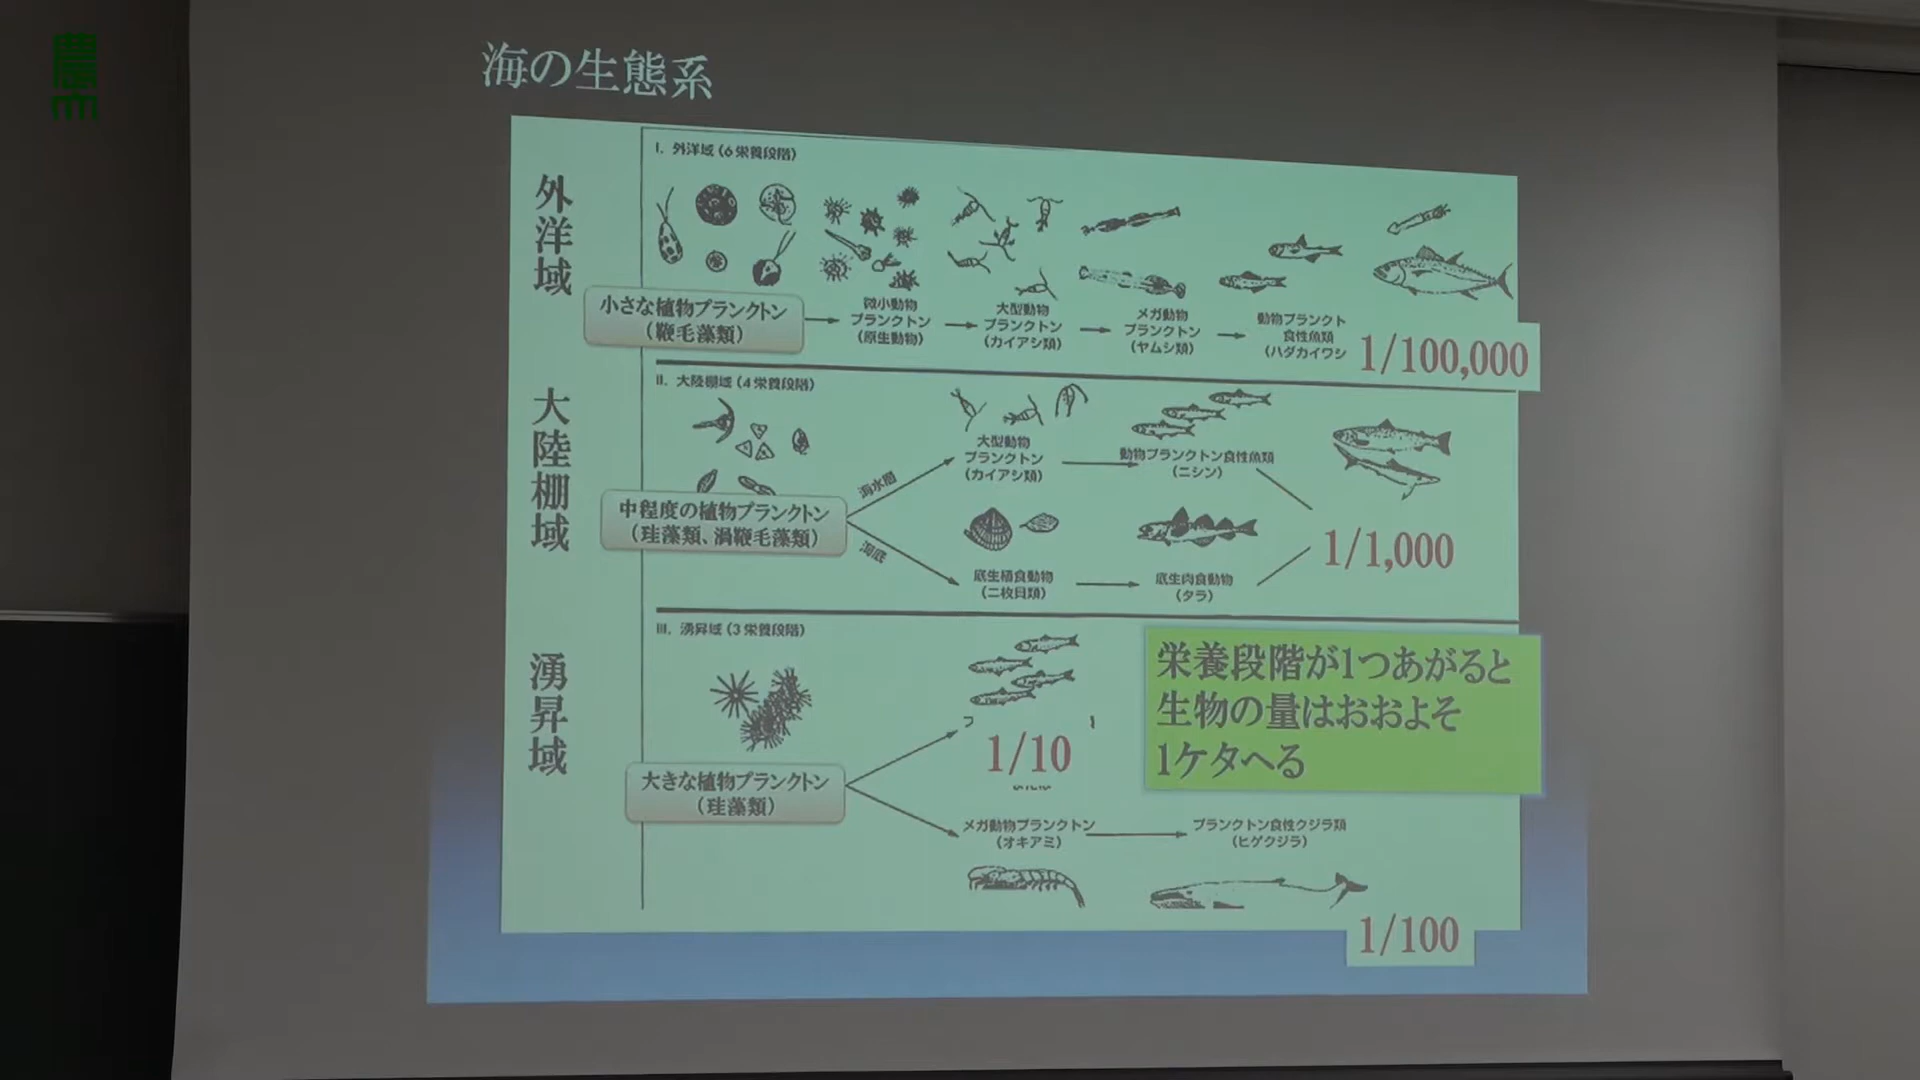 農大
海の生態系
外洋域
I. 外洋域 (6 栄養段階)
小さな植物プランクトン
(鞭毛藻類)
微小動物
プランクトン
(原生動物)
大型動物
プランクトン
(カイアシ類)
メガ動物
プランクトン
(ヤムシ類)
動物プランクト
食性魚類
(ハダカイワシ
1/100,000
大陸棚域
II. 大陸棚域 (4 栄養段階)
中程度の植物プランクトン
(珪藻類、渦鞭毛藻類)
海水層
海底
大型動物
プランクトン
(カイアシ類)
動物プランクトン食性魚類
(ニシン)
底生植食動物
(二枚貝類)
底生肉食動物
(タラ)
1/1,000
湧昇域
III. 湧昇域 (3 栄養段階)
大きな植物プランクトン
(珪藻類)
1/10
メガ動物プランクトン
(オキアミ)
プランクトン食性クジラ類
(ヒゲクジラ)
1/100
栄養段階が1つあがると
生物の量はおおよそ
1ケタへる